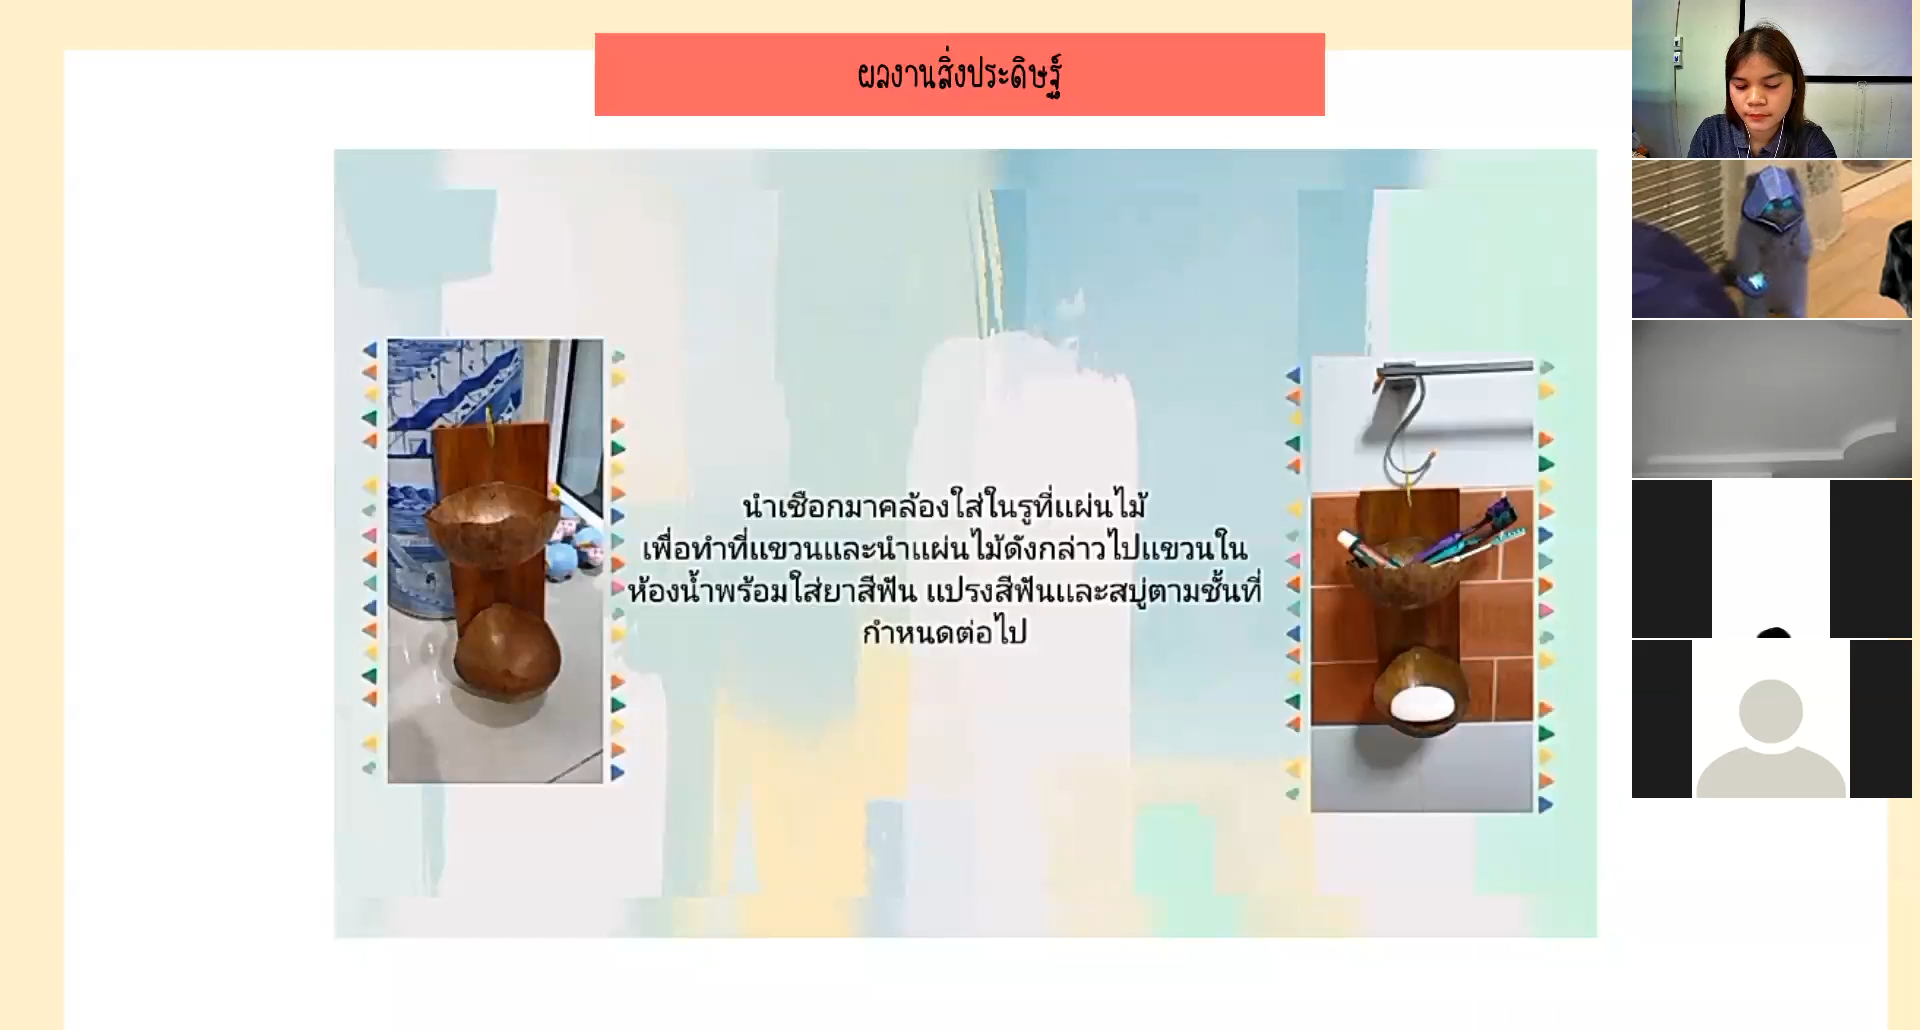 ผลงานสิ่งประดิษฐ์
นำเชือกมาคล้องใส่ในรูที่แผ่นไม้
เพื่อทำที่แขวนและนำแผ่นไม้ดังกล่าวไปแขวนใน
ห้องน้ำพร้อมใส่ยาสีฟัน แปรงสีฟันและสบู่ตามชั้นที่
กำหนดต่อไป